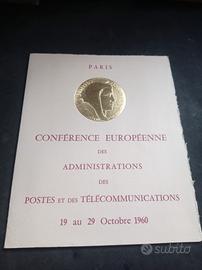 PARIS
CONFÉRENCE EUROPÉENNE
DES
ADMINISTRATIONS
DES
POSTES ET DES TÉLÉCOMMUNICATIONS
19 au 29 Octobre 1960
subito